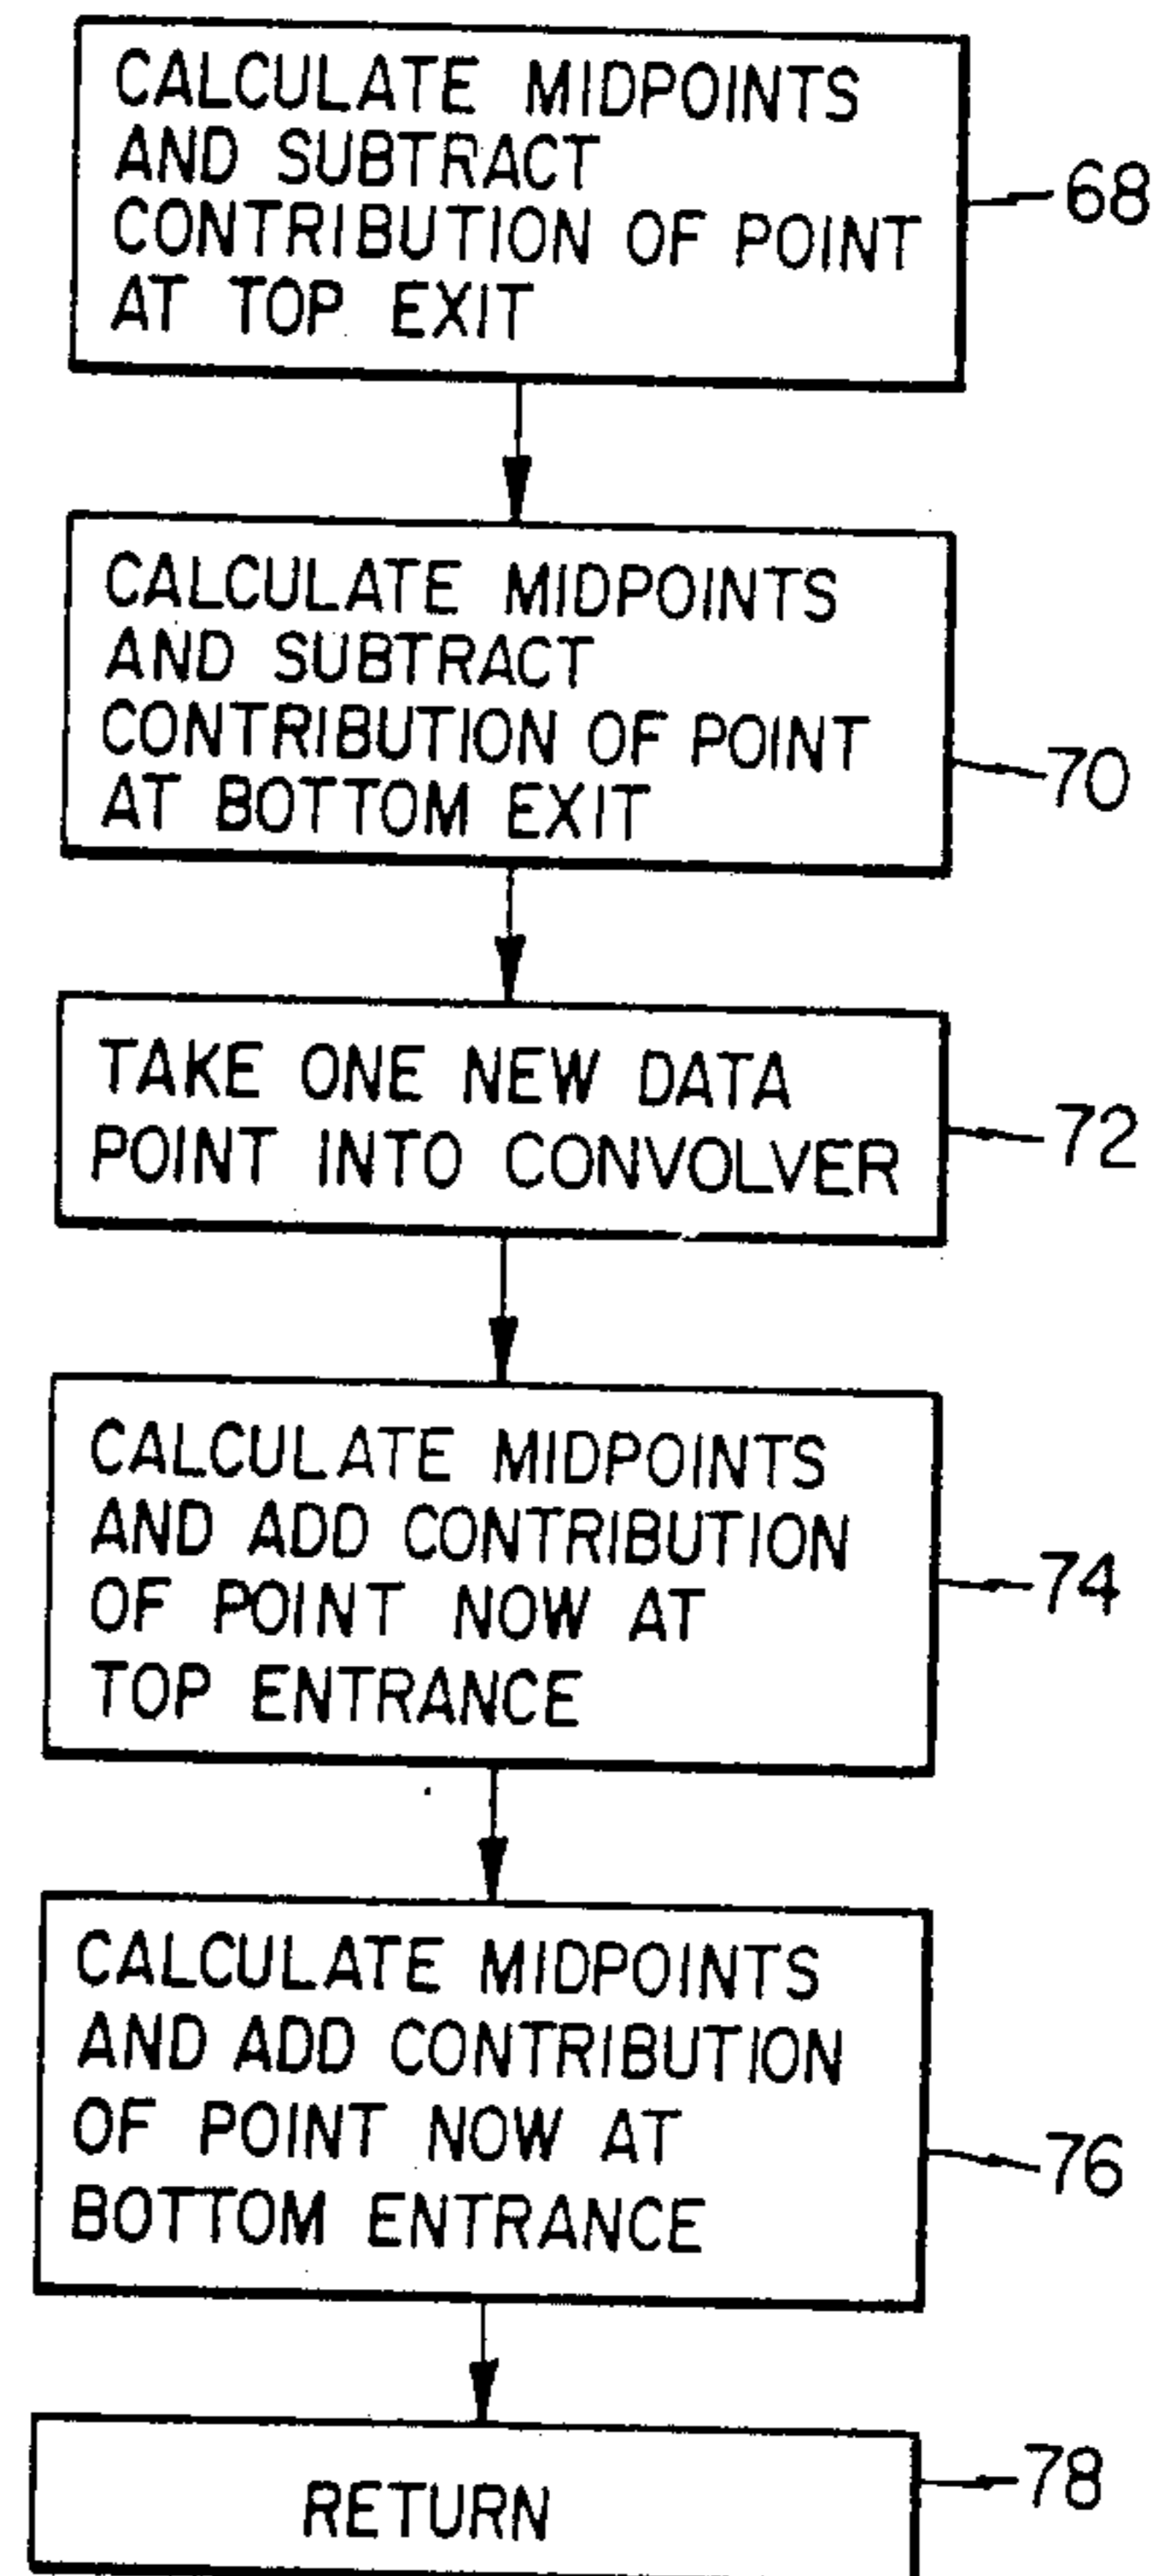 CALCULATE MIDPOINTS
AND SUBTRACT
CONTRIBUTION OF POINT
AT TOP EXIT
68
CALCULATE MIDPOINTS
AND SUBTRACT
CONTRIBUTION OF POINT
AT BOTTOM EXIT
70
TAKE ONE NEW DATA
POINT INTO CONVOLVER
72
CALCULATE MIDPOINTS
AND ADD CONTRIBUTION
OF POINT NOW AT
TOP ENTRANCE
74
CALCULATE MIDPOINTS
AND ADD CONTRIBUTION
OF POINT NOW AT
BOTTOM ENTRANCE
76
RETURN
78